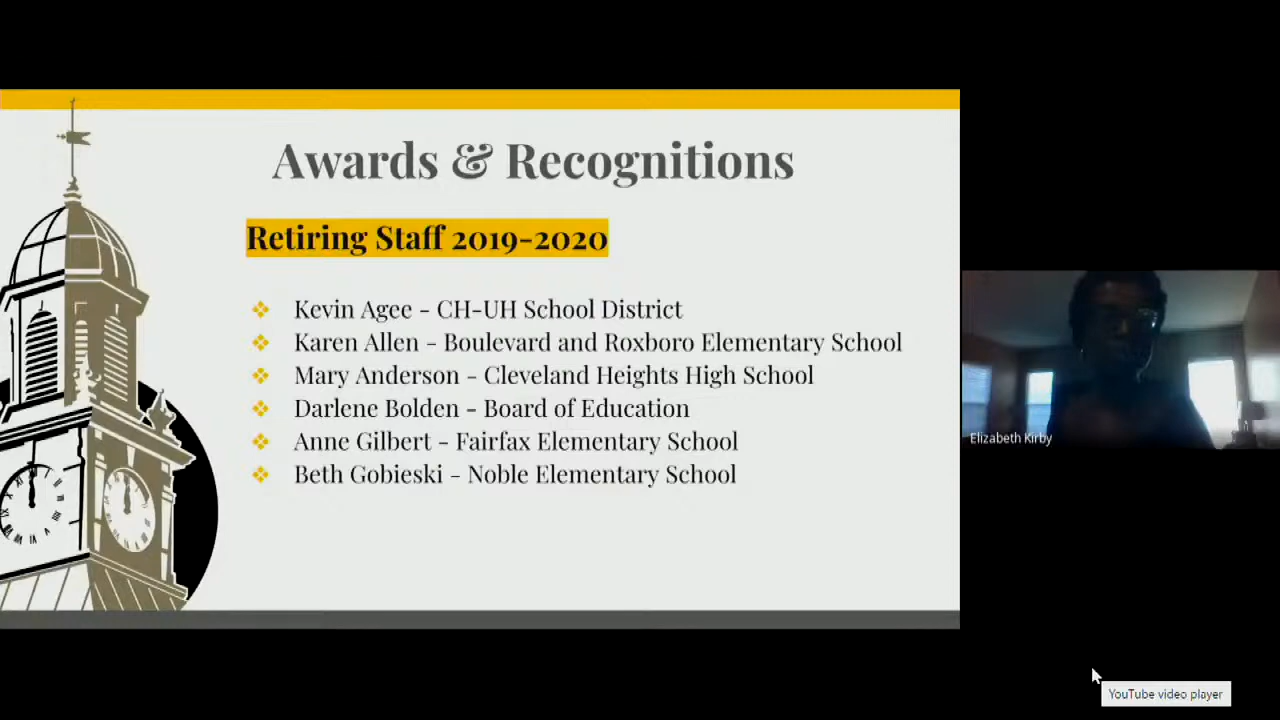 Awards & Recognitions
Retiring Staff 2019-2020
Kevin Agee - CH-UH School District
Karen Allen - Boulevard and Roxboro Elementary School
Mary Anderson - Cleveland Heights High School
Darlene Bolden - Board of Education
Anne Gilbert - Fairfax Elementary School
Beth Gobieski - Noble Elementary School
Elizabeth Kirby
YouTube video player